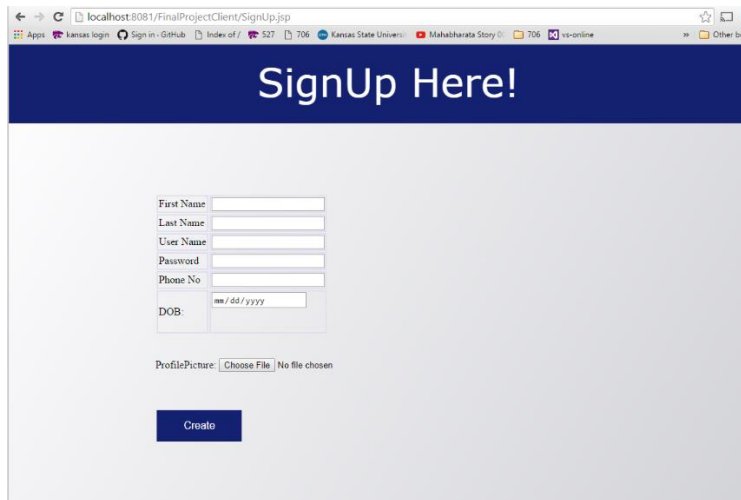 localhost:8081/FinalProjectClient/SignUp.jsp
Apps kansas login Sign in · GitHub Index of / 527 706 Kansas State Universi Mahabharata Story 706 vs-online » Other b
SignUp Here!
First Name
Last Name
User Name
Password
Phone No
DOB: mm/dd/yyyy
ProfilePicture: Choose File No file chosen
Create